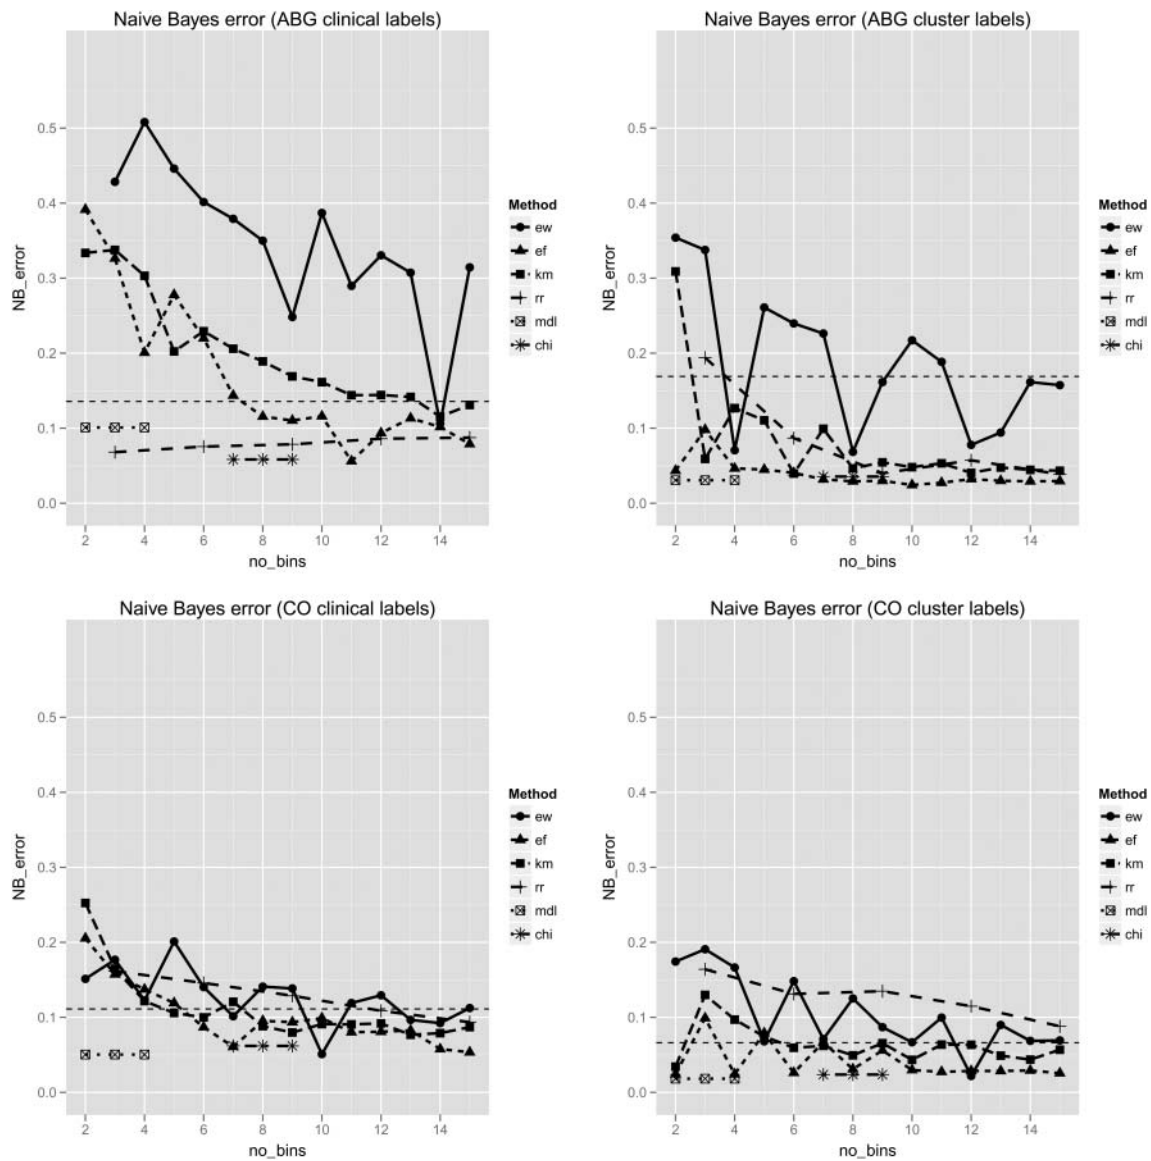 Naive Bayes error (ABG clinical labels)
NB_error
0.5
0.4
0.3
0.2
0.1
0.0
2 4 6 8 10 12 14
no_bins
Method
ew
ef
km
rr
mdl
chi
Naive Bayes error (ABG cluster labels)
NB_error
0.5
0.4
0.3
0.2
0.1
0.0
2 4 6 8 10 12 14
no_bins
Method
ew
ef
km
rr
mdl
chi
Naive Bayes error (CO clinical labels)
NB_error
0.5
0.4
0.3
0.2
0.1
0.0
2 4 6 8 10 12 14
no_bins
Method
ew
ef
km
rr
mdl
chi
Naive Bayes error (CO cluster labels)
NB_error
0.5
0.4
0.3
0.2
0.1
0.0
2 4 6 8 10 12 14
no_bins
Method
ew
ef
km
rr
mdl
chi